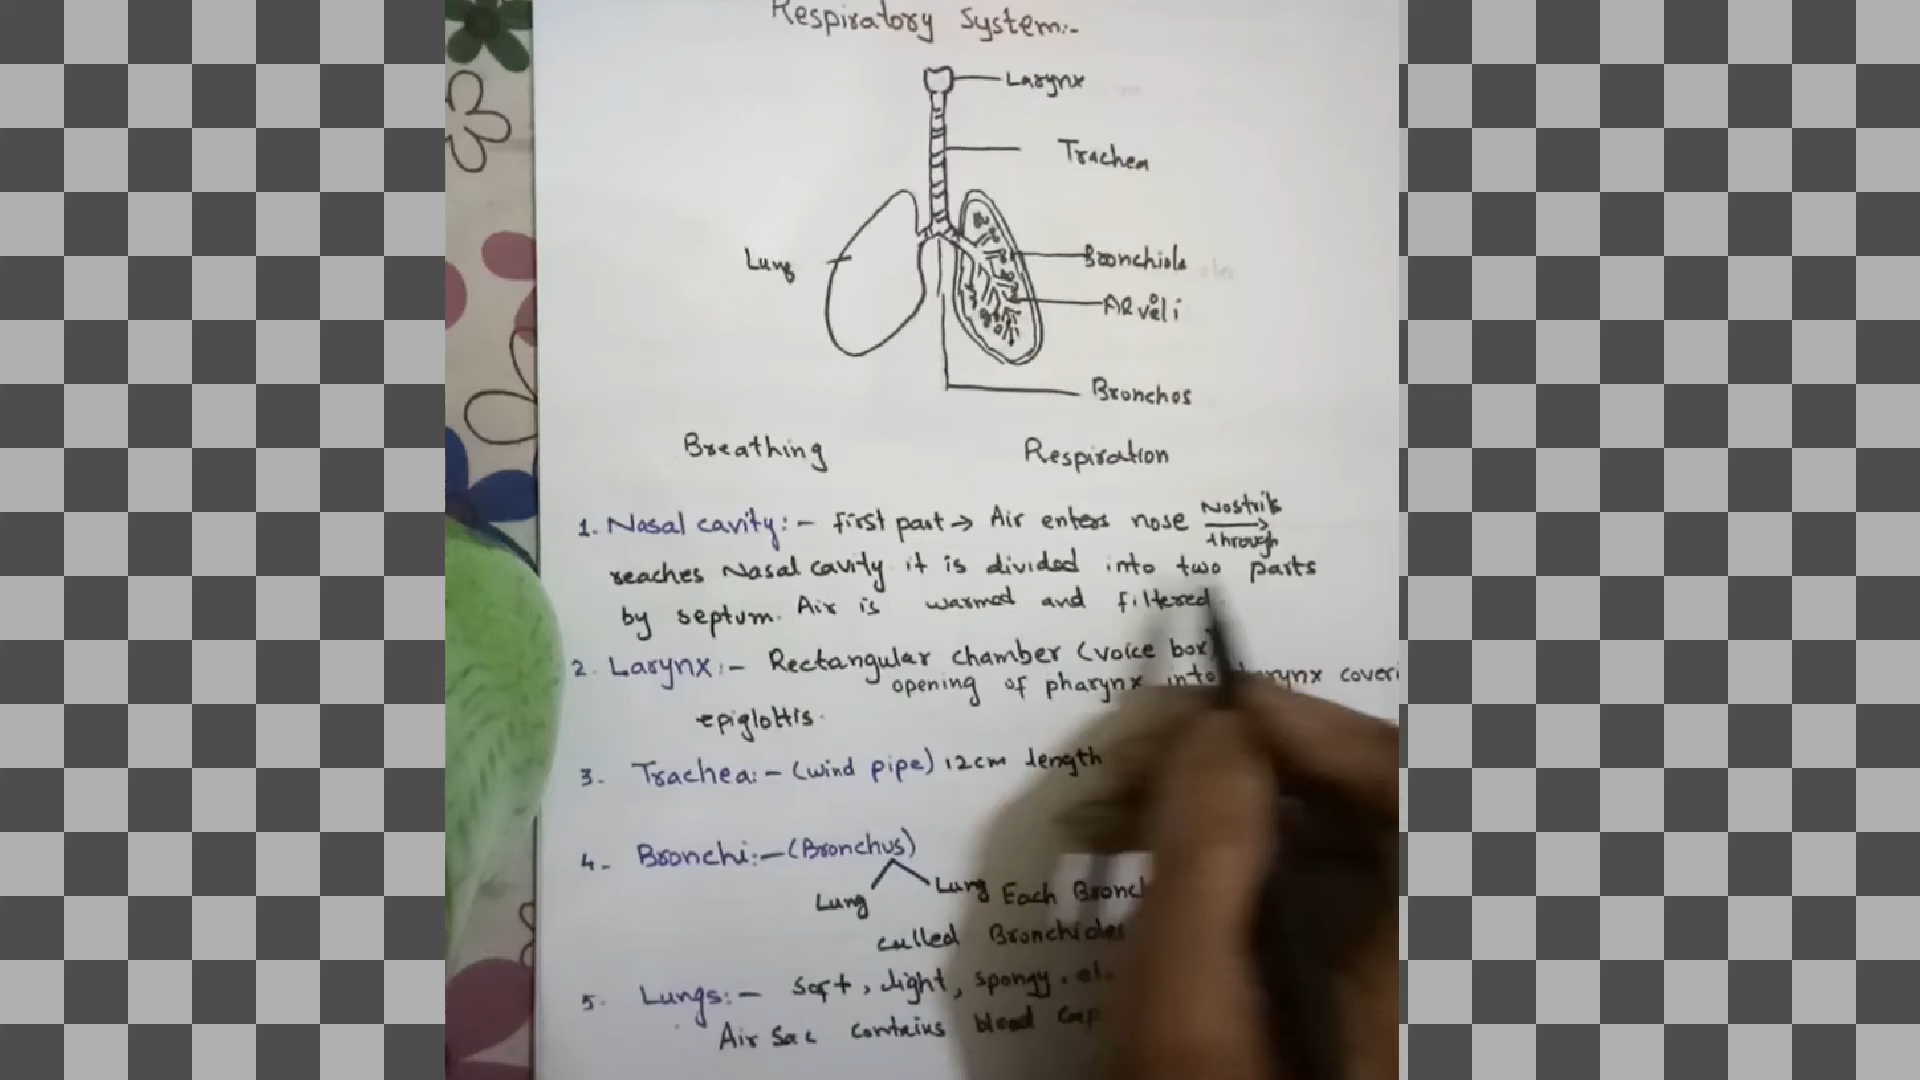 Respiratory System:-
Larynx
Trachea
Lung
Bronchiole
Alveoli
Bronchos
Breathing Respiration
1. Nasal cavity:- first part → Air enters nose Nostrils
through
reaches Nasal cavity it is divided into two parts
by septum. Air is warmed and filtered
2. Larynx:- Rectangular chamber (voice box)
opening of pharynx into
epiglottis.
3. Trachea:- (wind pipe) 12cm length
4. Bronchi:- (Bronchus)
Lung Lung Each
called Bronchioles
5. Lungs:- Soft, light, spongy.
Air Sac contains blood